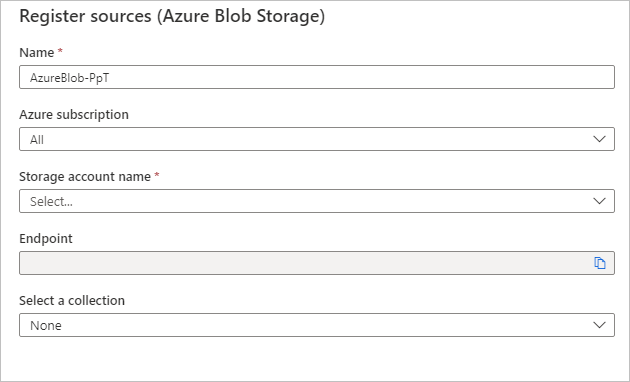 Register sources (Azure Blob Storage)
Name *
AzureBlob-PpT
Azure subscription
All
Storage account name *
Select...
Endpoint
Select a collection
None